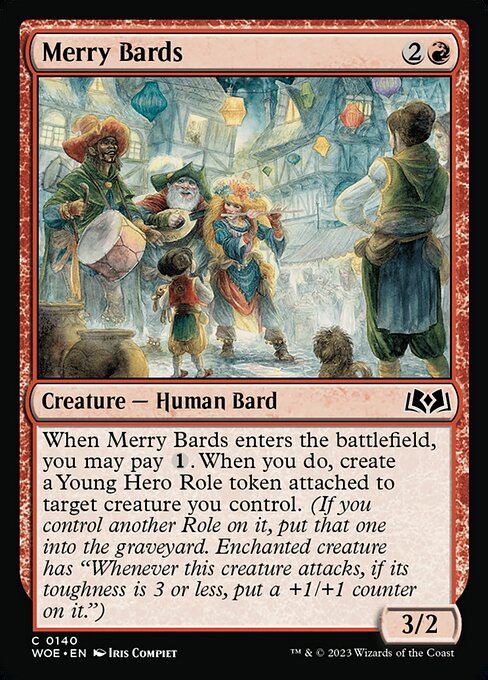 Merry Bards 2
Creature — Human Bard
When Merry Bards enters the battlefield,
you may pay 1. When you do, create
a Young Hero Role token attached to
target creature you control. (If you
control another Role on it, put that one
into the graveyard. Enchanted creature
has “Whenever this creature attacks, if its
toughness is 3 or less, put a +1/+1 counter
on it.”)
3/2
C 0140
WOE • EN Iris Compiet
™ & © 2023 Wizards of the Coast